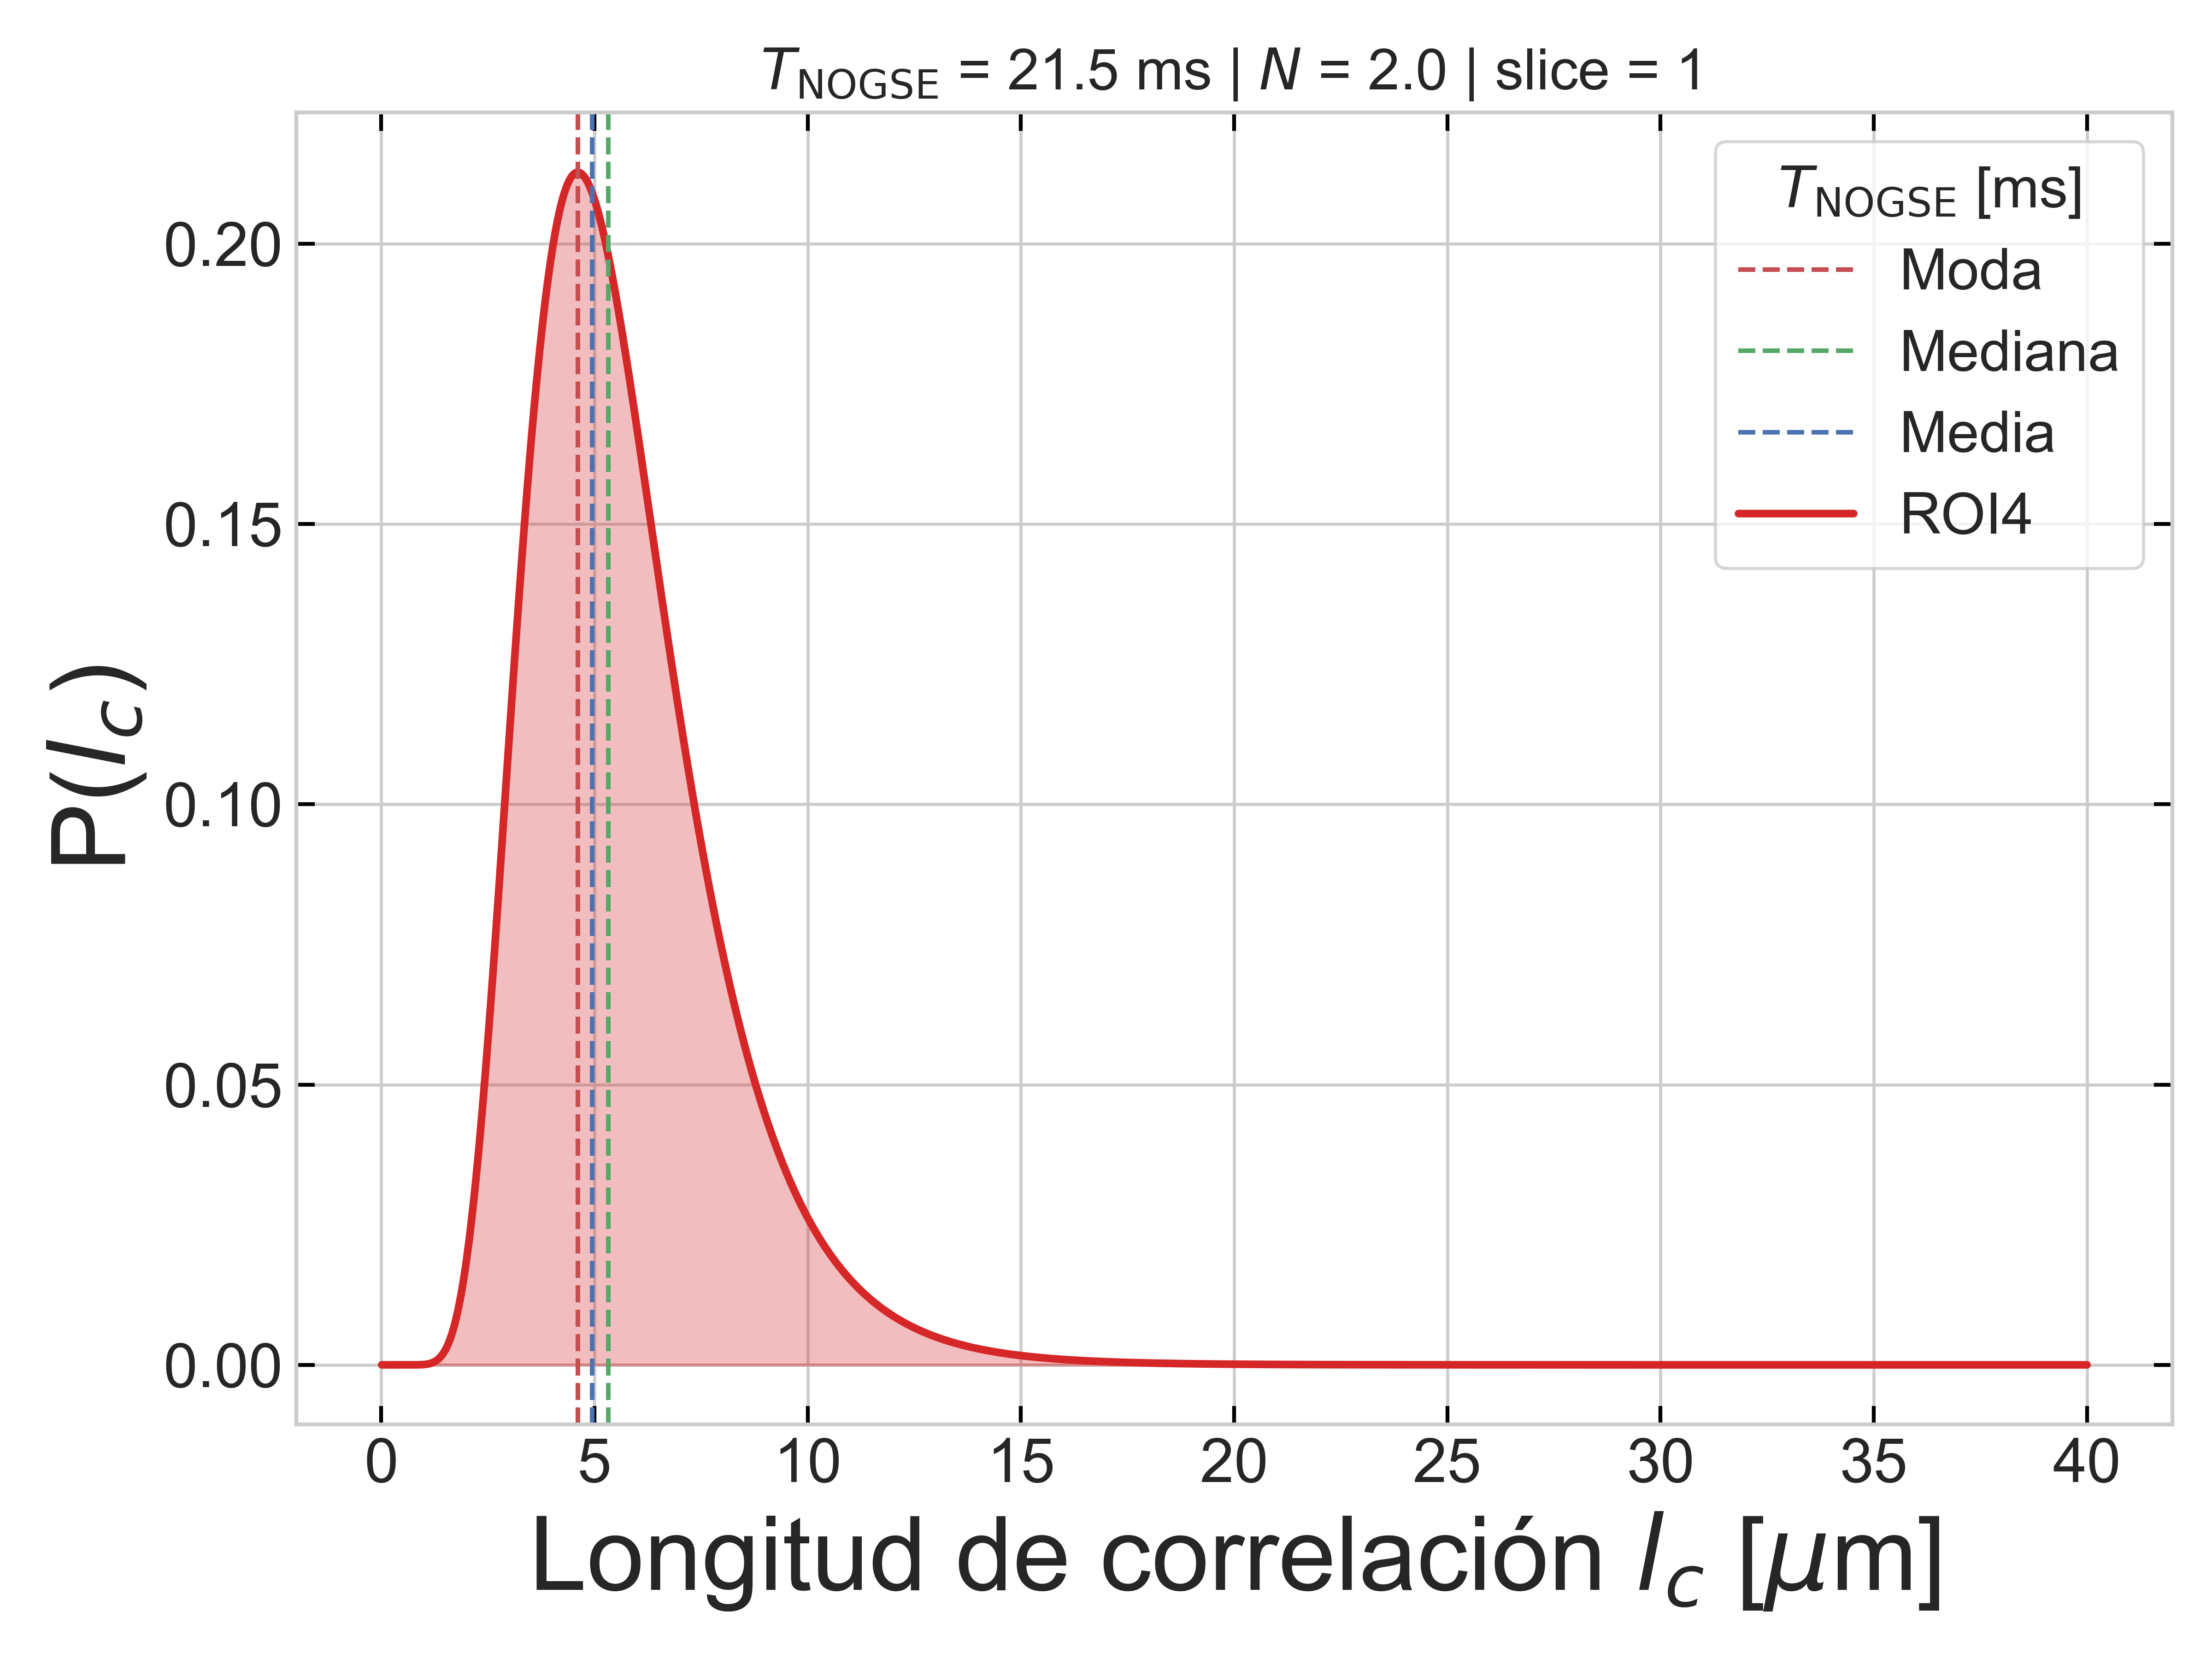 T_NOGSE = 21.5 ms | N = 2.0 | slice = 1
T_NOGSE [ms]
Moda
Mediana
Media
ROI4
P(l_c)
0.20
0.15
0.10
0.05
0.00
0 5 10 15 20 25 30 35 40
Longitud de correlación l_c [μm]